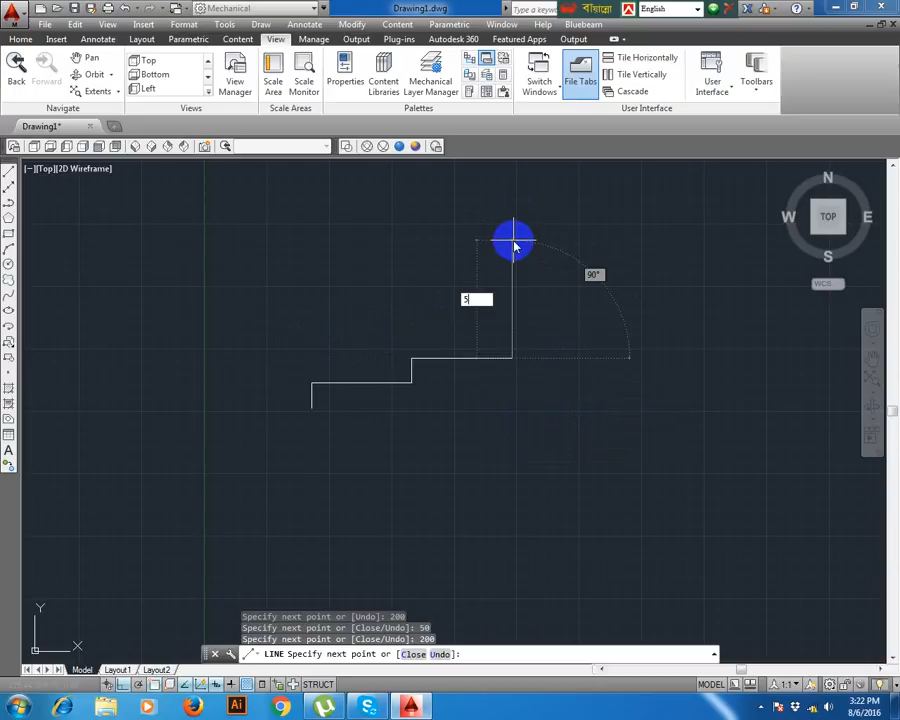 Mechanical
Drawing1.dwg
Type a keyw
English
বায়ান্নো
File Edit View Insert Format Tools Draw Annotate Modify Parametric Window Help Bluebeam
Home Insert Annotate Layout Parametric Content View Manage Output Plug-ins Autodesk 360 Featured Apps Output
Back
Forward
Pan
Orbit
Extents
Navigate
Top
Bottom
Left
View Manager
Views
Scale Area
Scale Monitor
Scale Areas
Properties
Content Libraries
Mechanical Layer Manager
Palettes
Switch Windows
File Tabs
Tile Horizontally
Tile Vertically
Cascade
User Interface
Toolbars
User Interface
Drawing1*
[−][Top][2D Wireframe]
N
W TOP E
S
WCS
90°
5
Y
X
Specify next point or [Undo]: 200
Specify next point or [Close/Undo]: 50
Specify next point or [Close/Undo]: 200
LINE Specify next point or [Close Undo]:
Model Layout1 Layout2
STRUCT
MODEL
1:1
Ai
3:22 PM
8/6/2016